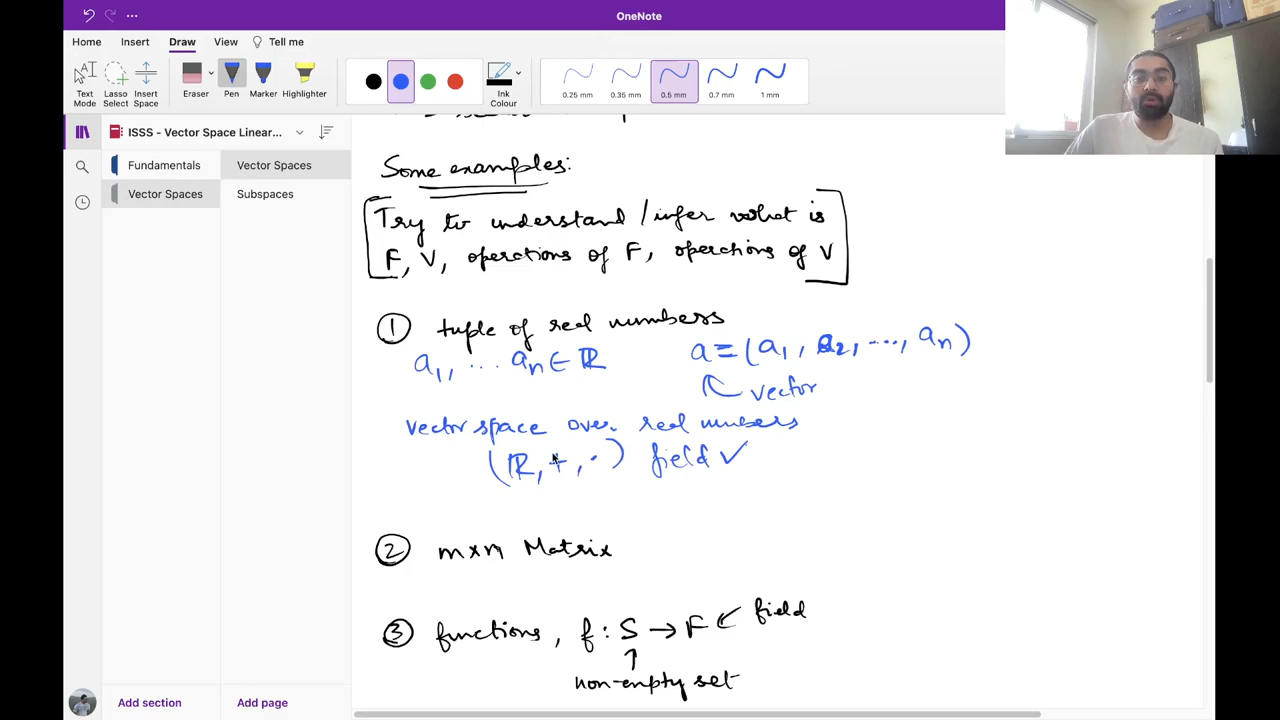 OneNote
Home Insert Draw View Tell me
Text Mode Lasso Select Insert Space Eraser Pen Marker Highlighter Ink Colour 0.25 mm 0.35 mm 0.5 mm 0.7 mm 1 mm
ISSS - Vector Space Linear...
Fundamentals
Vector Spaces
Vector Spaces
Subspaces
Some examples:
Try to understand / infer what is
F, V, operations of F, operations of V
① tuple of real numbers
a1, ... an ∈ ℝ a = (a1, a2, ..., an)
vector
vector space over real numbers
(ℝ, +, ·) field ✓
② m×n Matrix
③ functions, f : S → F ← field
↑
non-empty set
Add section Add page